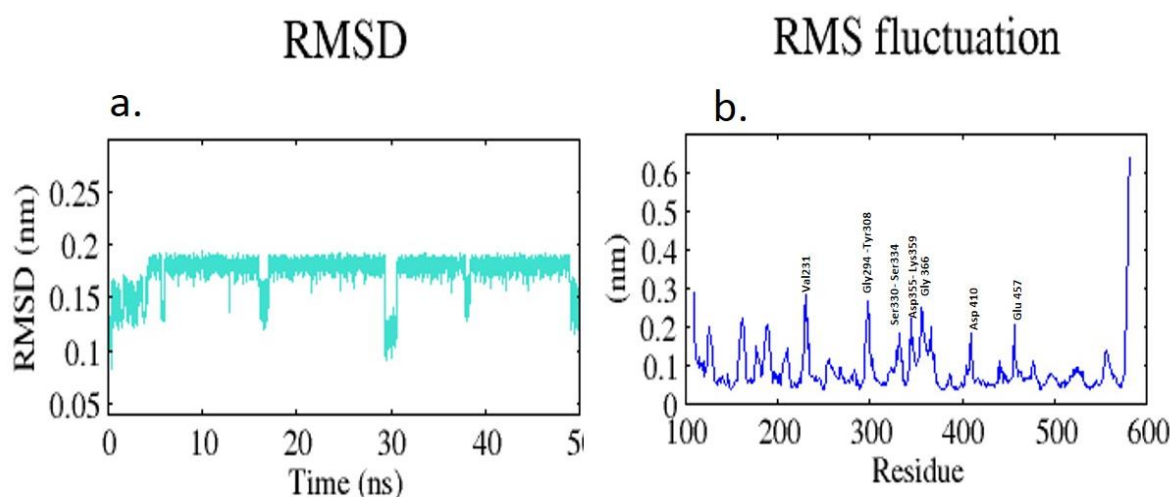 RMSD
a.
RMSD (nm)
0.25
0.2
0.15
0.1
0.05
0 10 20 30 40 50
Time (ns)
RMS fluctuation
b.
(nm)
0.6
0.5
0.4
0.3
0.2
0.1
0
Val231
Gly294 -Tyr308
Ser330- Ser334
Asp355- Lys359
Gly 366
Asp 410
Glu 457
100 200 300 400 500 600
Residue